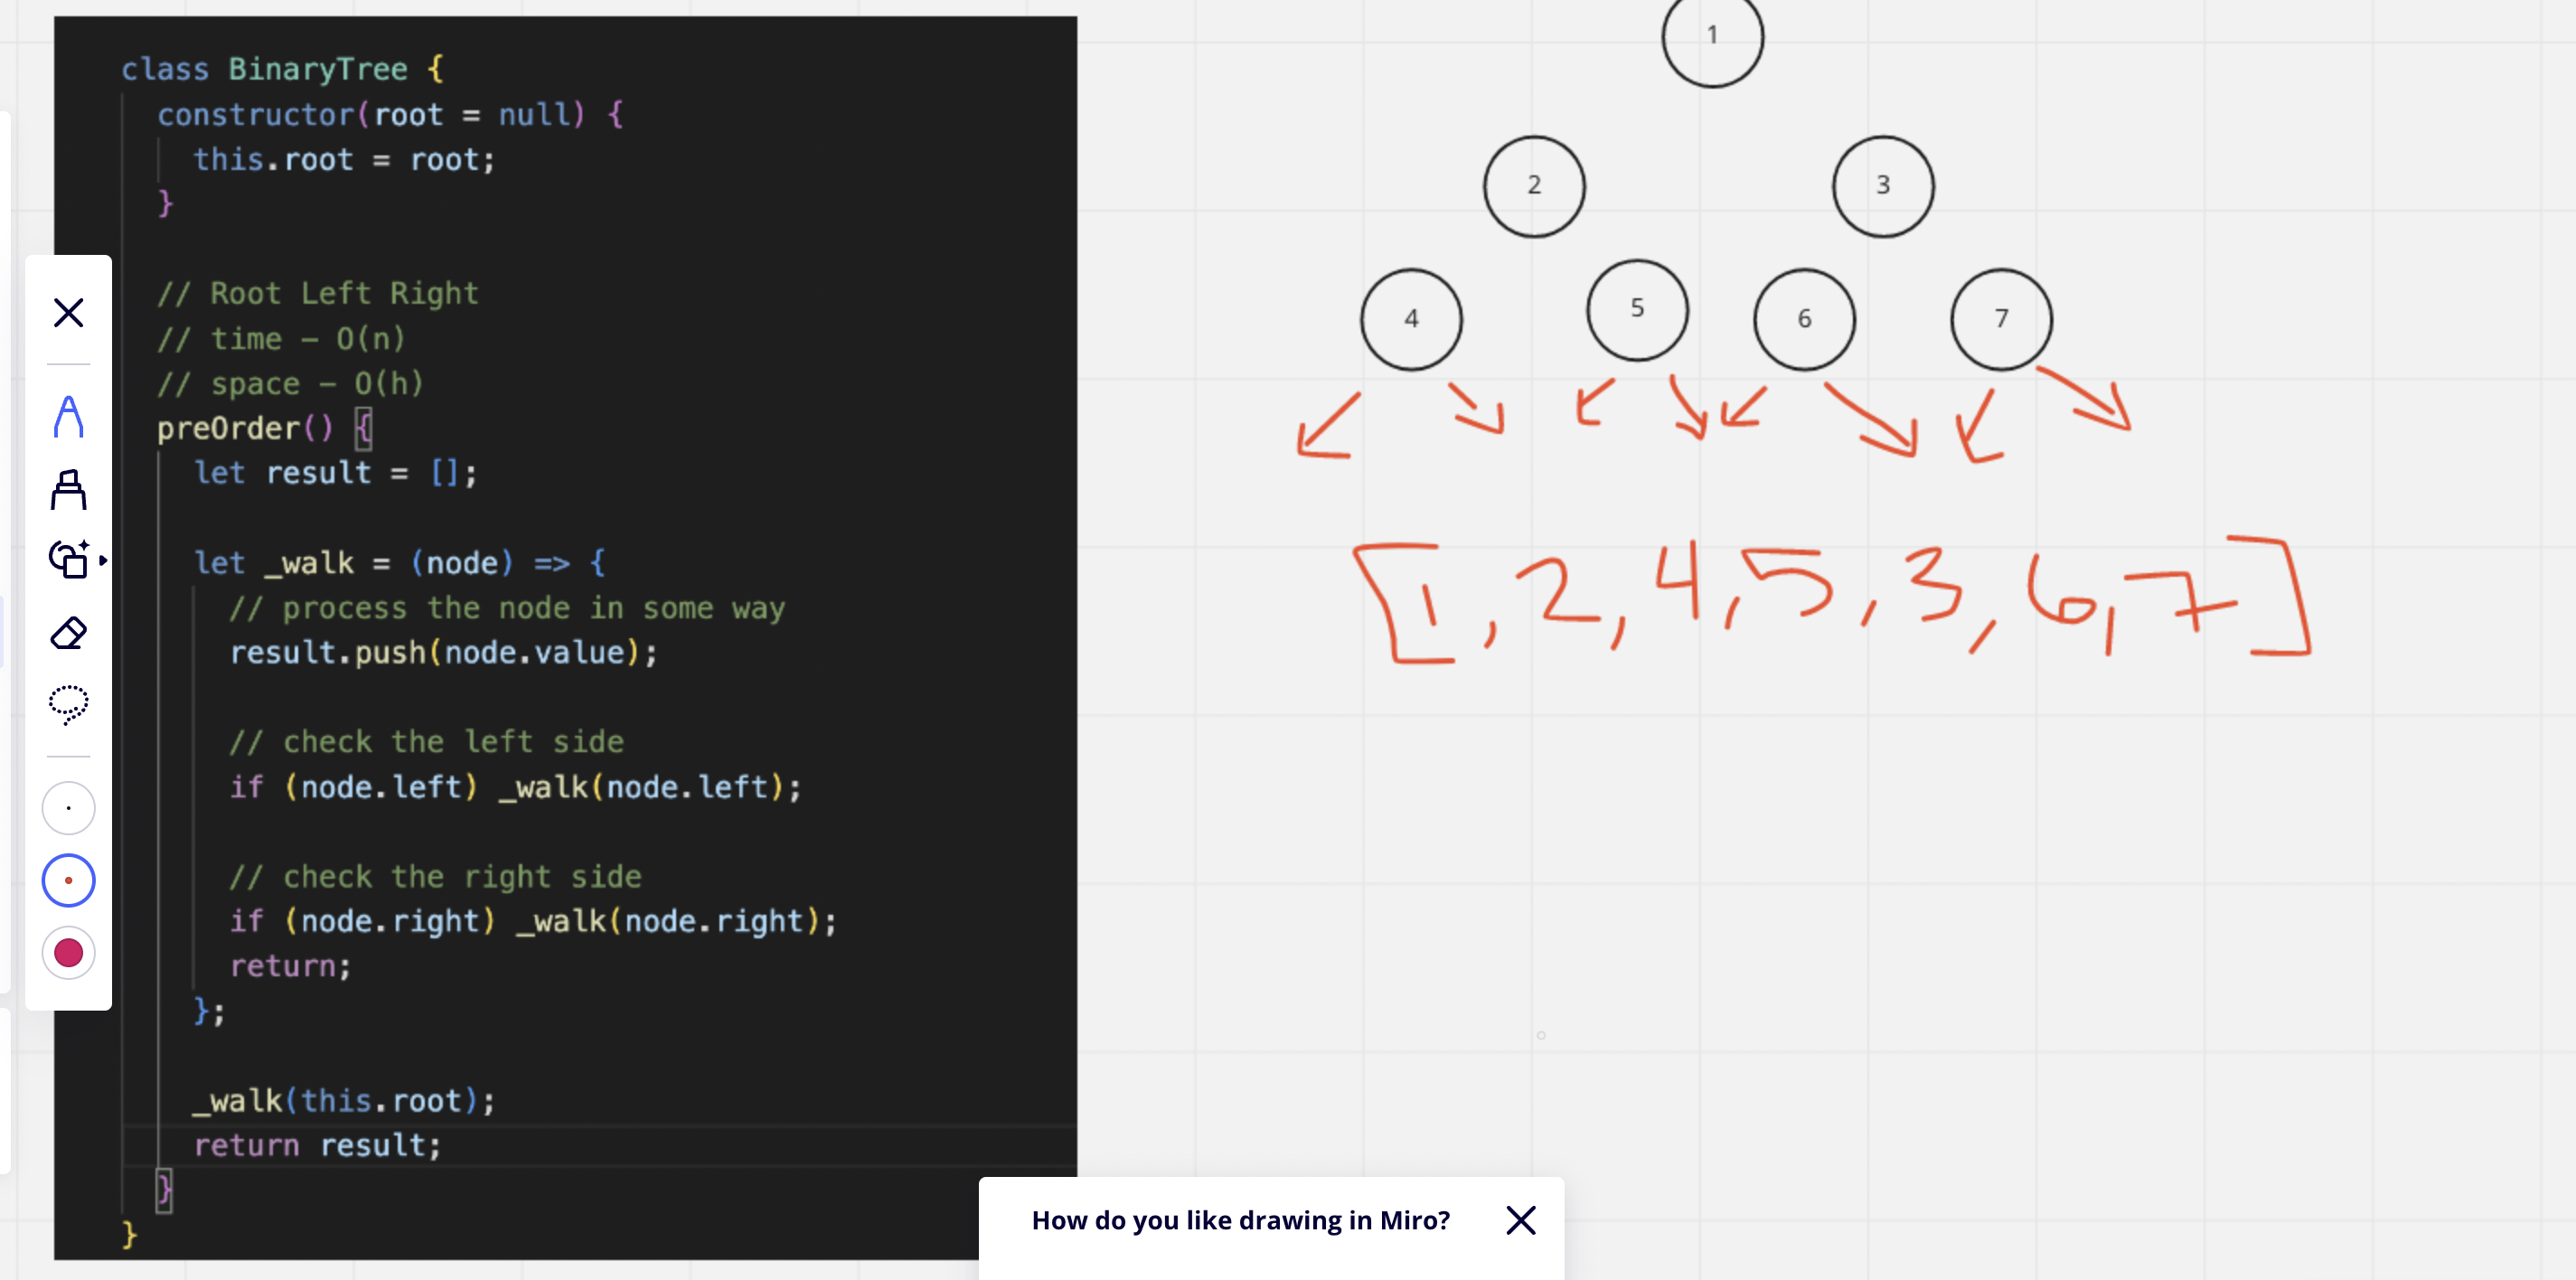 class BinaryTree {
constructor(root = null) {
this.root = root;
}
// Root Left Right
// time – O(n)
// space – O(h)
preOrder() {
let result = [];
let _walk = (node) => {
// process the node in some way
result.push(node.value);
// check the left side
if (node.left) _walk(node.left);
// check the right side
if (node.right) _walk(node.right);
return;
};
_walk(this.root);
return result;
}
}
1
2 3
4 5 6 7
[1, 2, 4, 5, 3, 6, 7]
How do you like drawing in Miro?